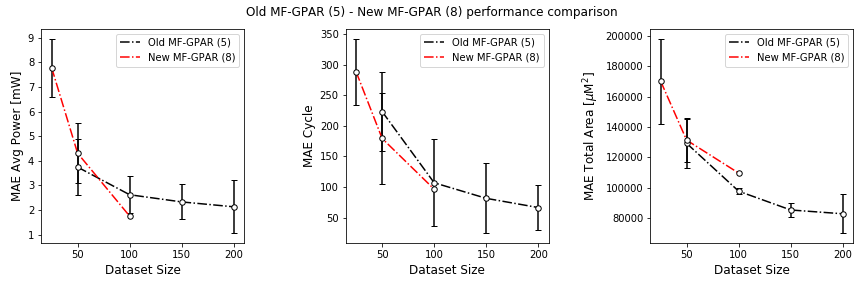 Old MF-GPAR (5) - New MF-GPAR (8) performance comparison
MAE Avg Power [mW]
9
8
7
6
5
4
3
2
1
Old MF-GPAR (5)
New MF-GPAR (8)
50 100 150 200
Dataset Size
MAE Cycle
350
300
250
200
150
100
50
Old MF-GPAR (5)
New MF-GPAR (8)
50 100 150 200
Dataset Size
MAE Total Area [μM²]
200000
180000
160000
140000
120000
100000
80000
Old MF-GPAR (5)
New MF-GPAR (8)
50 100 150 200
Dataset Size